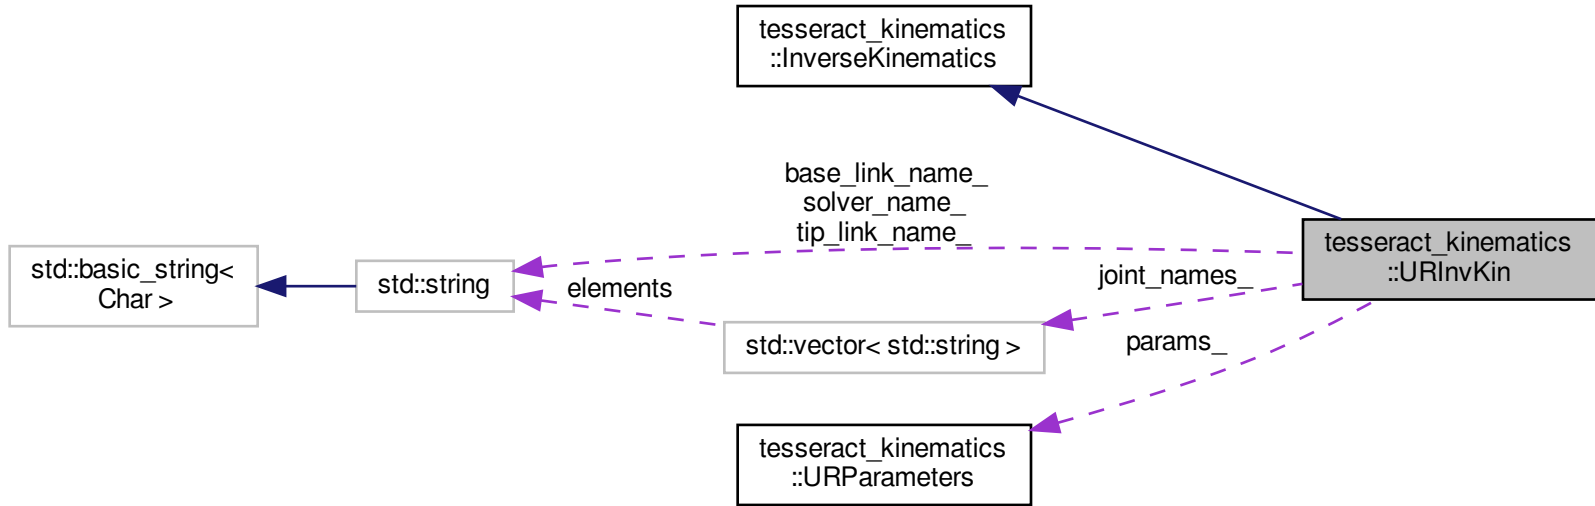 tesseract_kinematics
::InverseKinematics
base_link_name_
solver_name_
tip_link_name_
tesseract_kinematics
::URInvKin
std::basic_string<
Char >
std::string
elements
joint_names_
std::vector< std::string >
params_
tesseract_kinematics
::URParameters